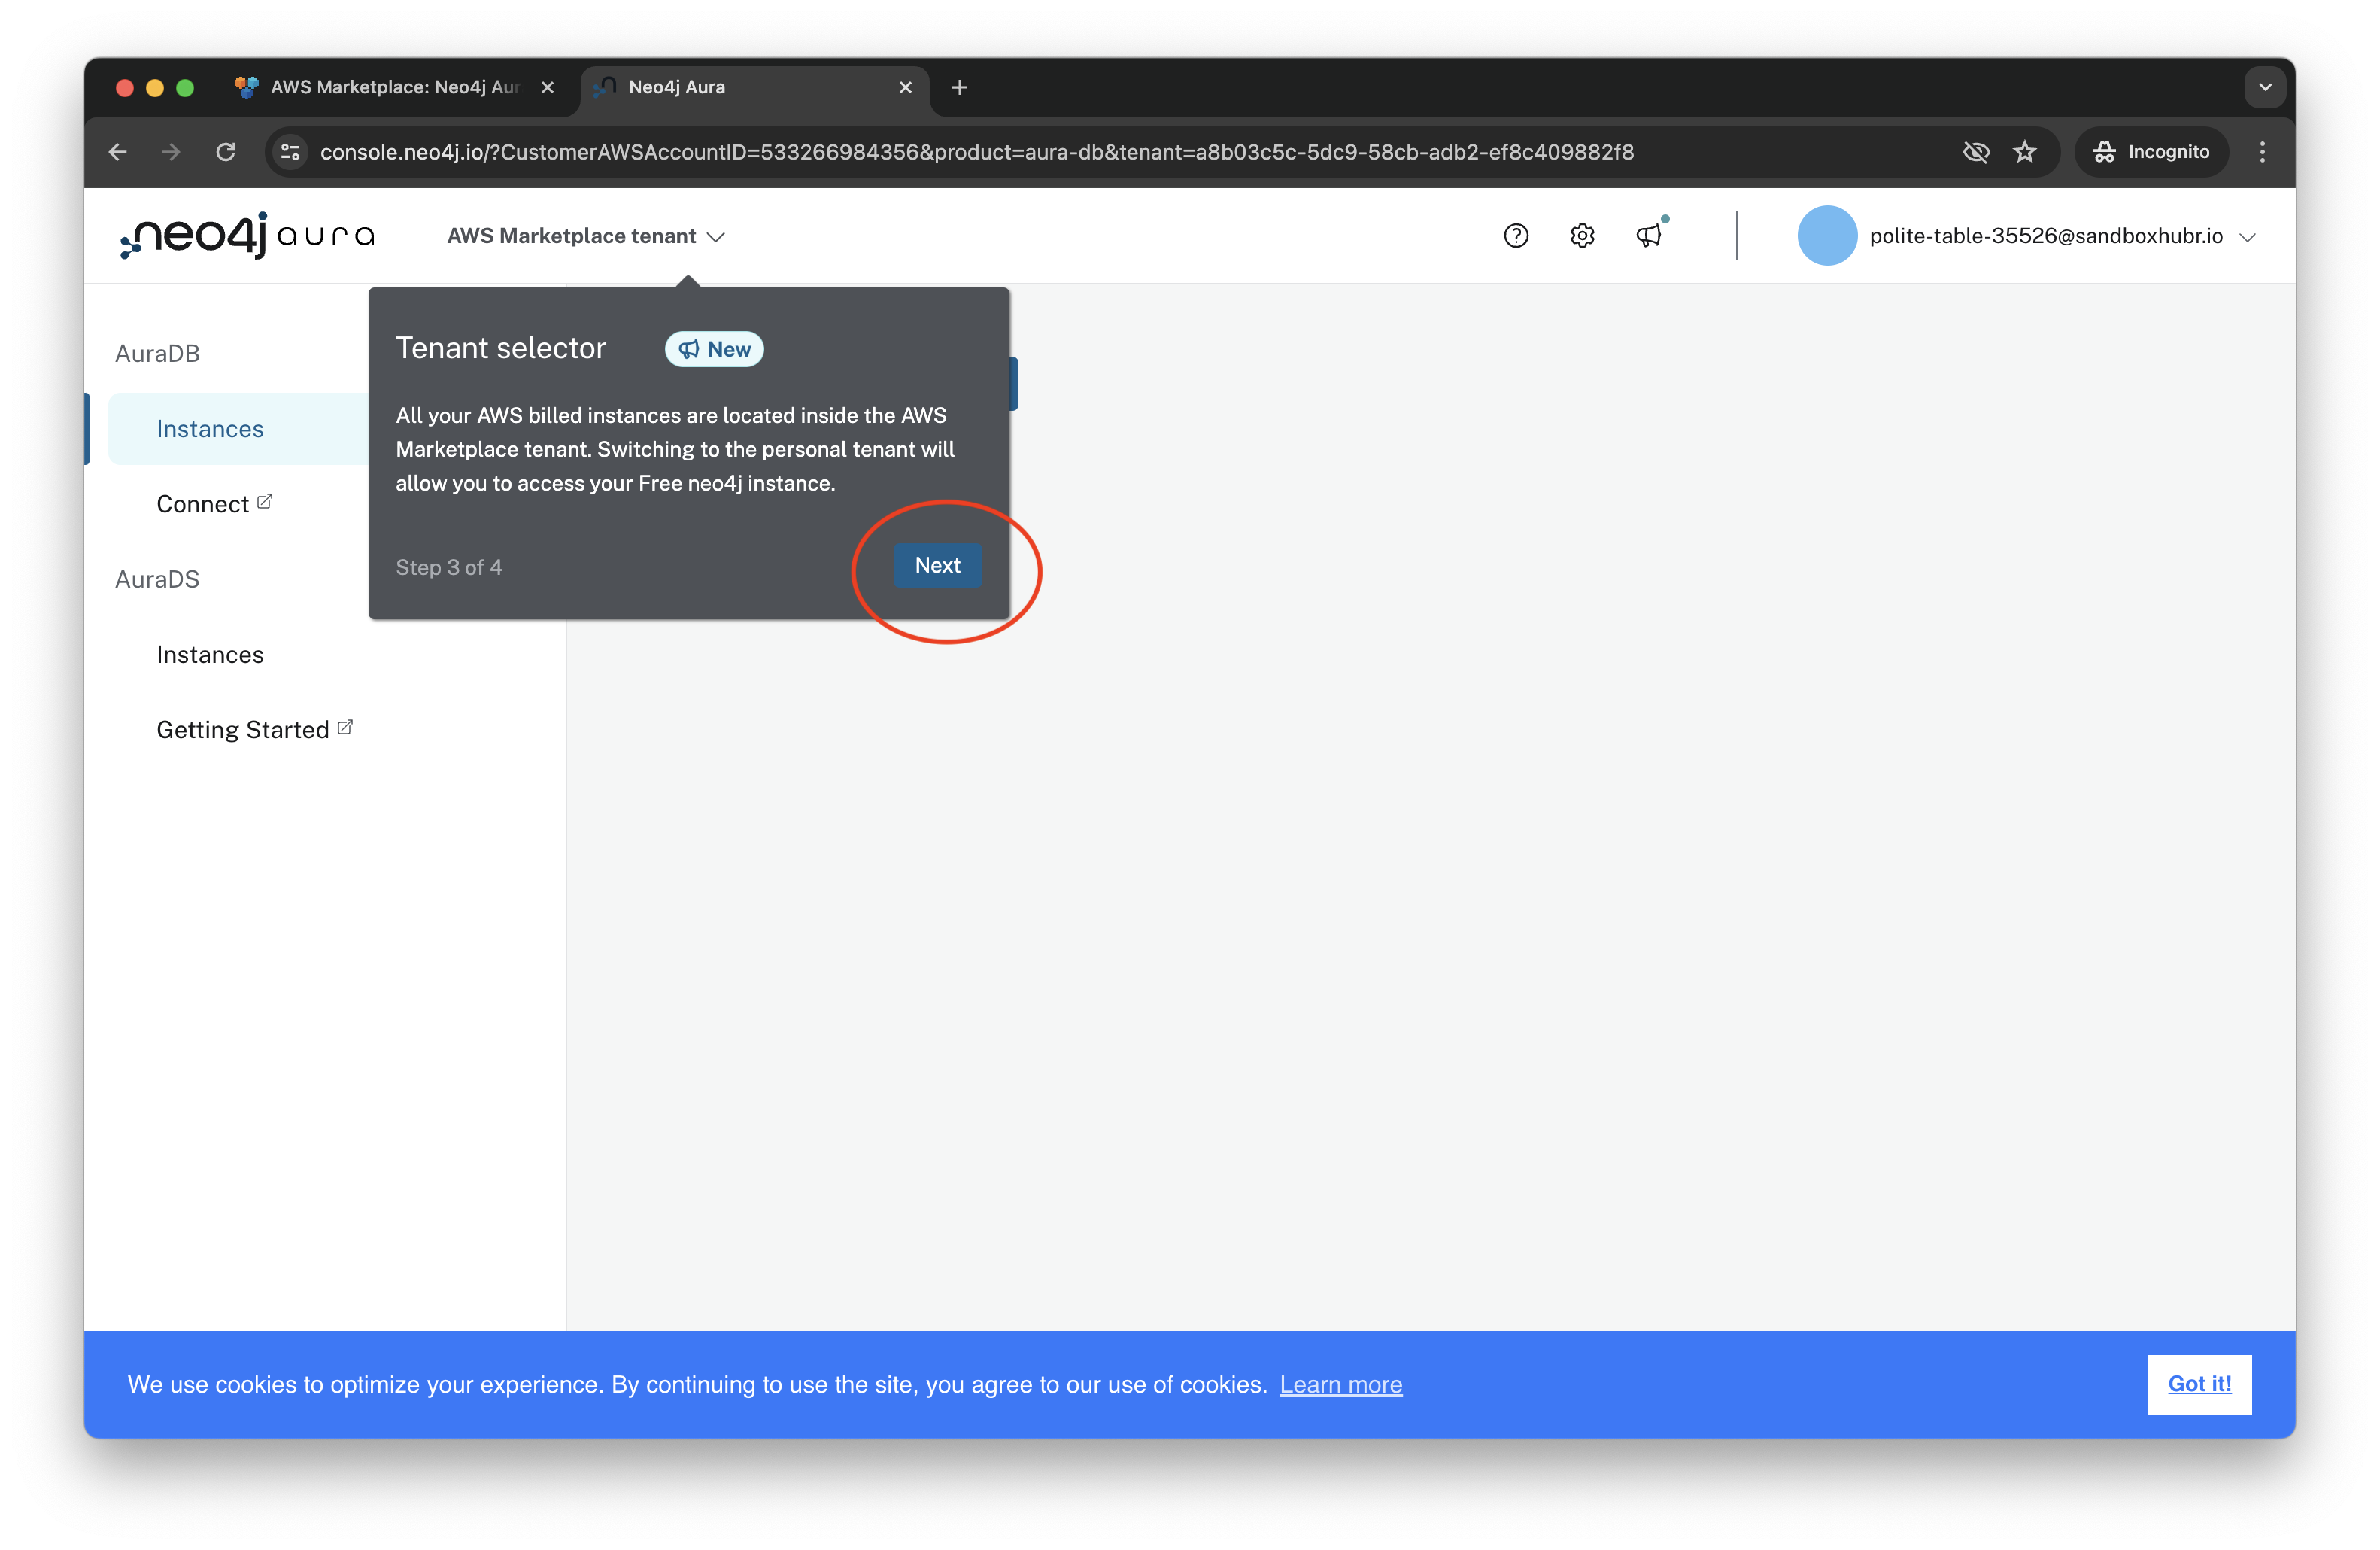 AWS Marketplace: Neo4j Aur
Neo4j Aura
console.neo4j.io/?CustomerAWSAccountID=533266984356&product=aura-db&tenant=a8b03c5c-5dc9-58cb-adb2-ef8c409882f8
Incognito
neo4j aura
AWS Marketplace tenant
polite-table-35526@sandboxhubr.io
AuraDB
Instances
Connect
AuraDS
Instances
Getting Started
Tenant selector
New
All your AWS billed instances are located inside the AWS
Marketplace tenant. Switching to the personal tenant will
allow you to access your Free neo4j instance.
Step 3 of 4
Next
We use cookies to optimize your experience. By continuing to use the site, you agree to our use of cookies. Learn more
Got it!